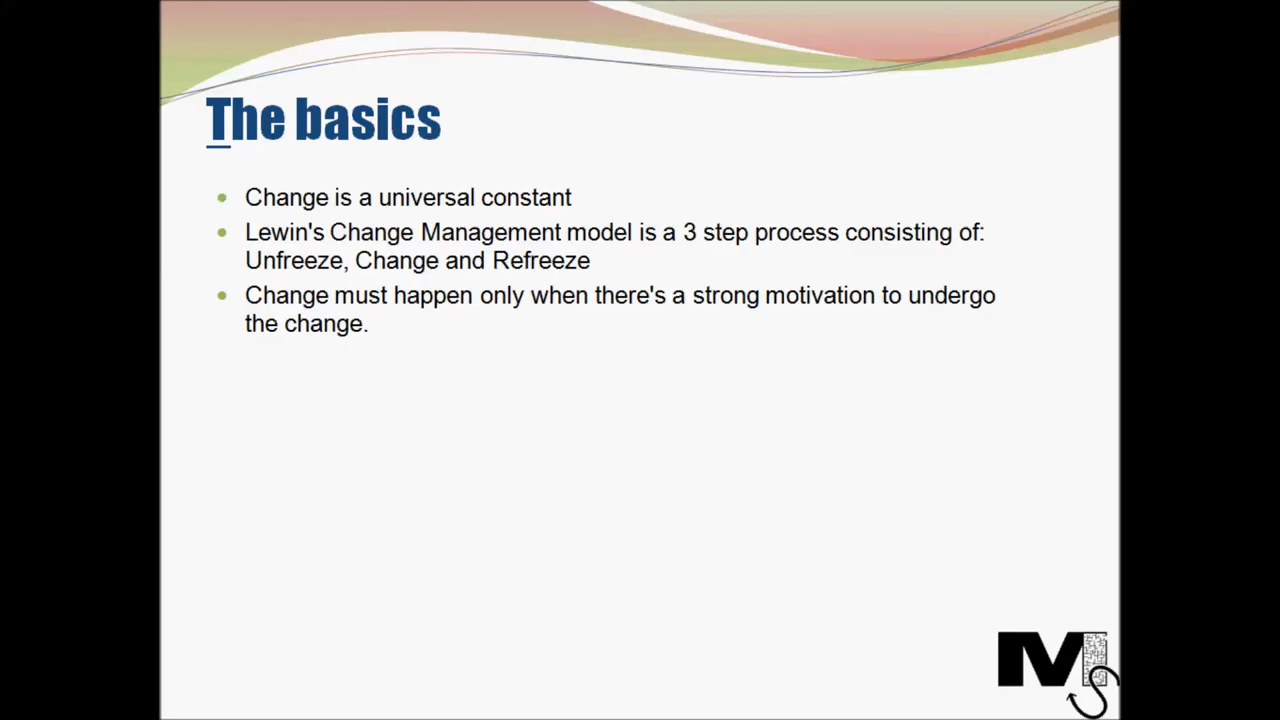 The basics
Change is a universal constant
Lewin's Change Management model is a 3 step process consisting of:
Unfreeze, Change and Refreeze
Change must happen only when there's a strong motivation to undergo
the change.
MS